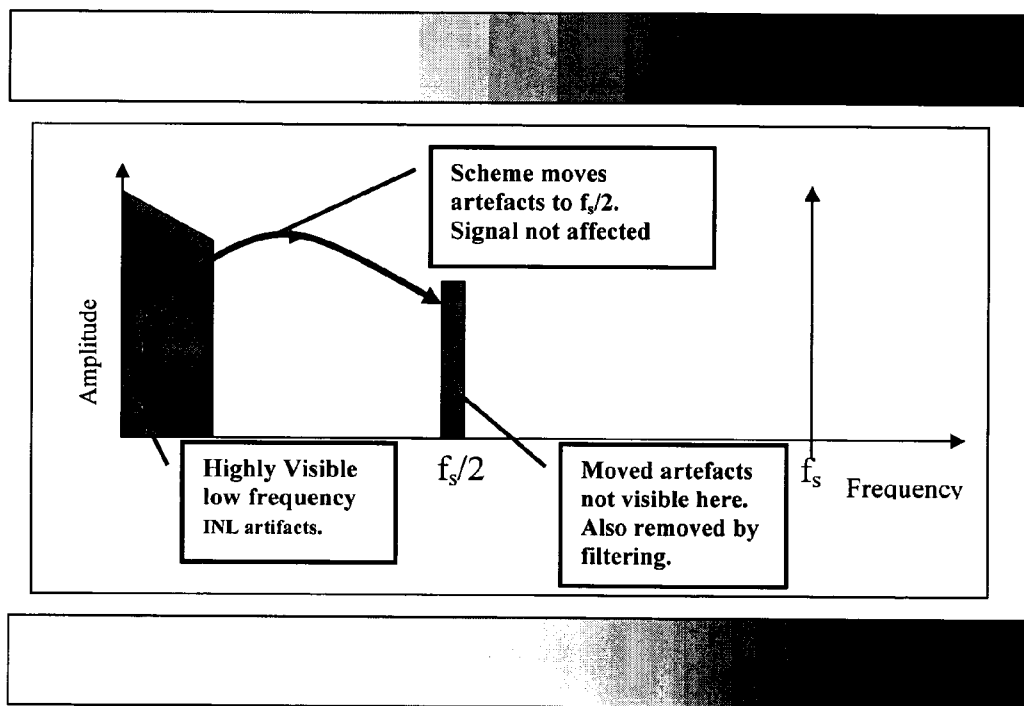 Scheme moves
artefacts to fs/2.
Signal not affected
Amplitude
Highly Visible
low frequency
INL artifacts.
fs/2
Moved artefacts
not visible here.
Also removed by
filtering.
fs
Frequency